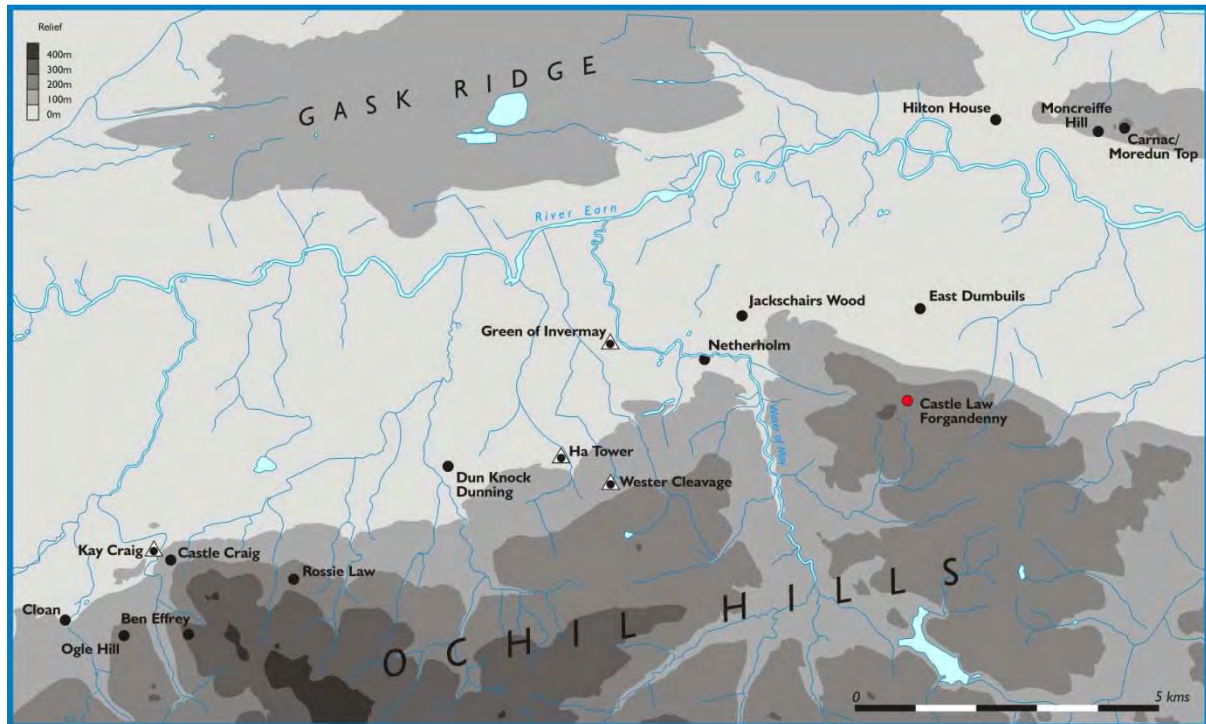 Relief
400m
300m
200m
100m
0m
GASK RIDGE
Hilton House
Moncreiffe
Hill
Carnac/
Moredun Top
River Earn
Jackschairs Wood
East Dumbuils
Green of Invermay
Netherholm
Castle Law
Forgandenny
Water of May
Ha Tower
Dun Knock
Dunning
Wester Cleavage
Kay Craig
Castle Craig
Rossie Law
Cloan
Ben Effrey
Ogle Hill
OCHIL HILLS
0
5 kms